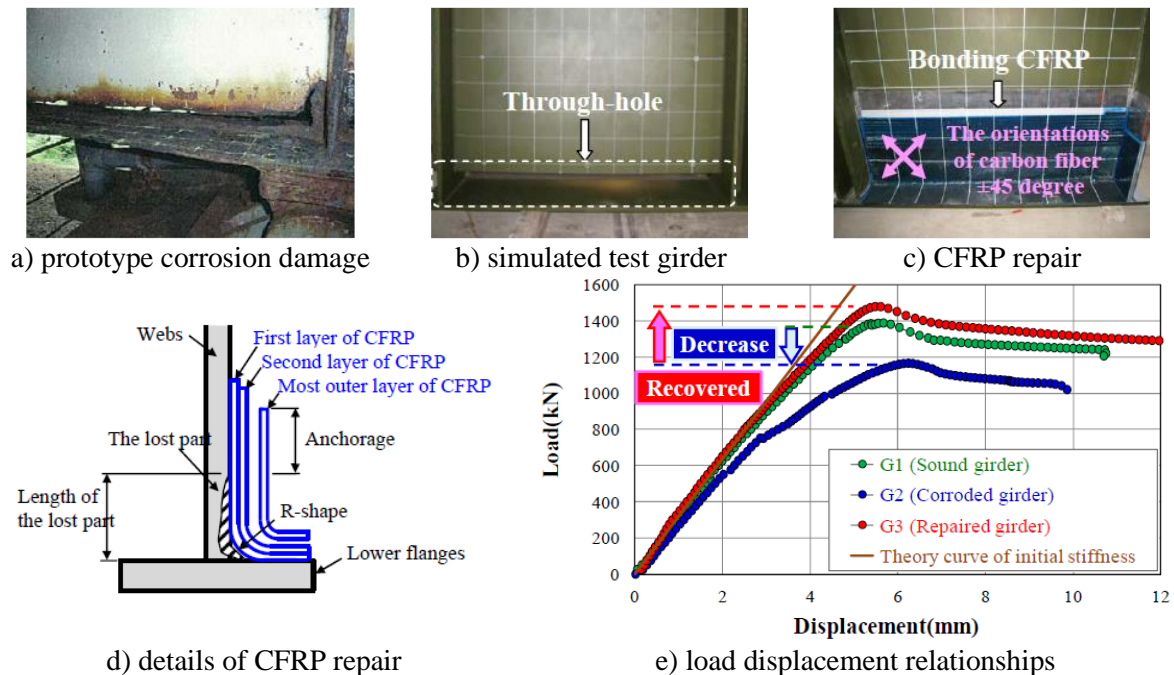 Through-hole
Bonding CFRP
The orientations
of carbon fiber
±45 degree
a) prototype corrosion damage
b) simulated test girder
c) CFRP repair
Webs
First layer of CFRP
Second layer of CFRP
Most outer layer of CFRP
The lost part
Anchorage
Length of
the lost part
R-shape
Lower flanges
d) details of CFRP repair
1600
1400
1200
1000
800
600
400
200
0
Load(kN)
Decrease
Recovered
G1 (Sound girder)
G2 (Corroded girder)
G3 (Repaired girder)
Theory curve of initial stiffness
0 2 4 6 8 10 12
Displacement(mm)
e) load displacement relationships